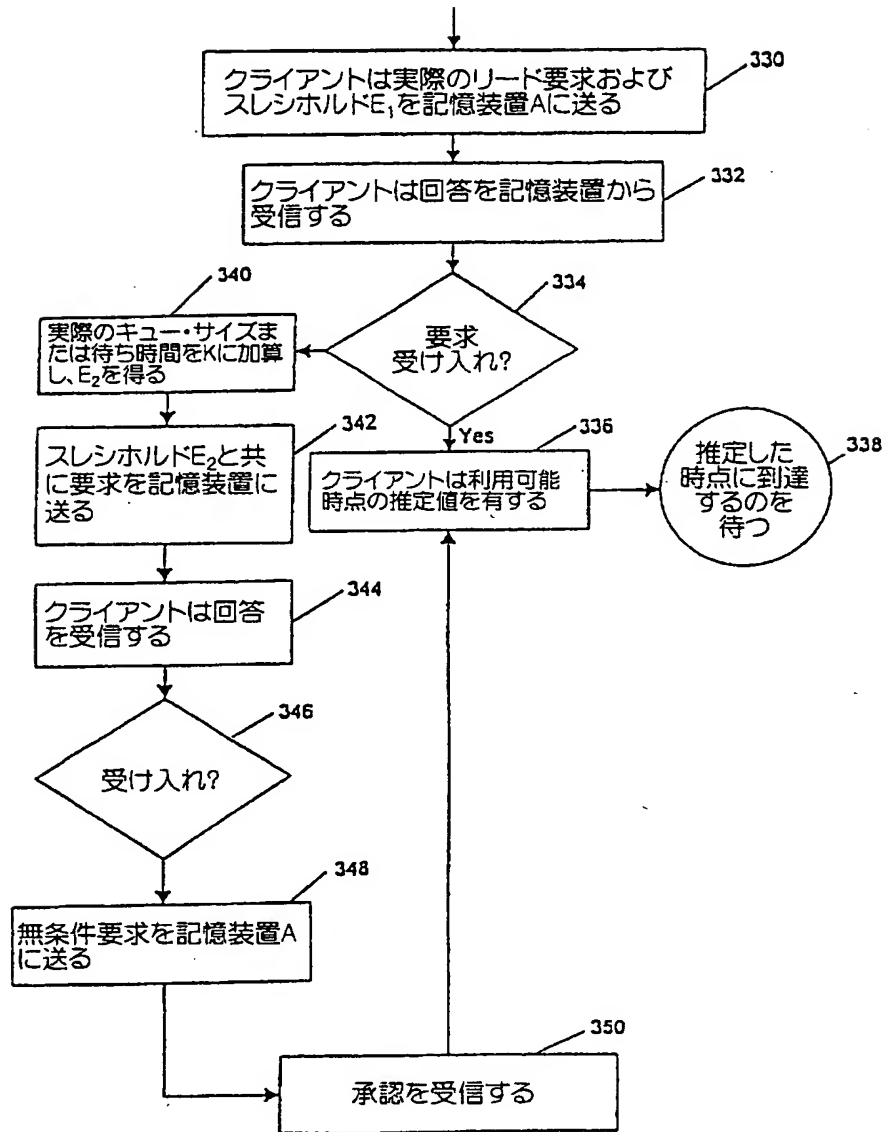 クライアントは実際のリード要求および
スレシホルドE₁を記憶装置Aに送る
330
クライアントは回答を記憶装置から
受信する
332
334
要求
受け入れ?
340
実際のキュー・サイズま
たは待ち時間をKに加算
し、E₂を得る
Yes
342
スレシホルドE₂と共
に要求を記憶装置に
送る
336
クライアントは利用可能
時点の推定値を有する
推定した
時点に到達
するのを
待つ
338
344
クライアントは回答
を受信する
346
受け入れ?
348
無条件要求を記憶装置A
に送る
350
承認を受信する